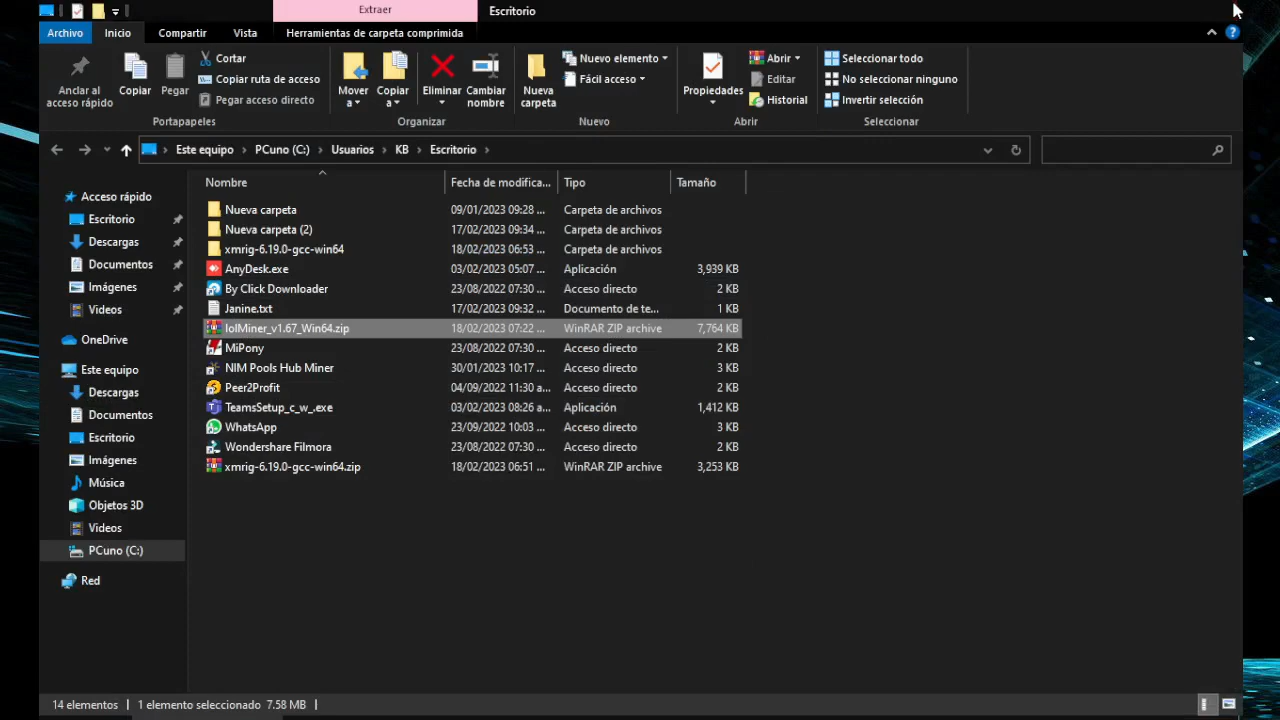 Extraer
Escritorio
Archivo Inicio Compartir Vista Herramientas de carpeta comprimida
Anclar al acceso rápido
Copiar
Pegar
Cortar
Copiar ruta de acceso
Pegar acceso directo
Portapapeles
Mover a
Copiar a
Eliminar
Cambiar nombre
Organizar
Nueva carpeta
Nuevo elemento
Fácil acceso
Nuevo
Propiedades
Abrir
Editar
Historial
Abrir
Seleccionar todo
No seleccionar ninguno
Invertir selección
Seleccionar
Este equipo PCuno (C:) Usuarios KB Escritorio
Acceso rápido
Escritorio
Descargas
Documentos
Imágenes
Videos
OneDrive
Este equipo
Descargas
Documentos
Escritorio
Imágenes
Música
Objetos 3D
Videos
PCuno (C:)
Red
Nombre Fecha de modifica... Tipo Tamaño
Nueva carpeta 09/01/2023 09:28 ... Carpeta de archivos
Nueva carpeta (2) 17/02/2023 09:34 ... Carpeta de archivos
xmrig-6.19.0-gcc-win64 18/02/2023 06:53 ... Carpeta de archivos
AnyDesk.exe 03/02/2023 05:07 ... Aplicación 3,939 KB
By Click Downloader 23/08/2022 07:30 ... Acceso directo 2 KB
Janine.txt 17/02/2023 09:32 ... Documento de te... 1 KB
lolMiner_v1.67_Win64.zip 18/02/2023 07:22 ... WinRAR ZIP archive 7,764 KB
MiPony 23/08/2022 07:30 ... Acceso directo 2 KB
NIM Pools Hub Miner 30/01/2023 10:17 ... Acceso directo 3 KB
Peer2Profit 04/09/2022 11:30 a... Acceso directo 2 KB
TeamsSetup_c_w_.exe 03/02/2023 08:26 a... Aplicación 1,412 KB
WhatsApp 23/09/2022 10:03 ... Acceso directo 3 KB
Wondershare Filmora 23/08/2022 07:30 ... Acceso directo 2 KB
xmrig-6.19.0-gcc-win64.zip 18/02/2023 06:51 ... WinRAR ZIP archive 3,253 KB
14 elementos 1 elemento seleccionado 7.58 MB